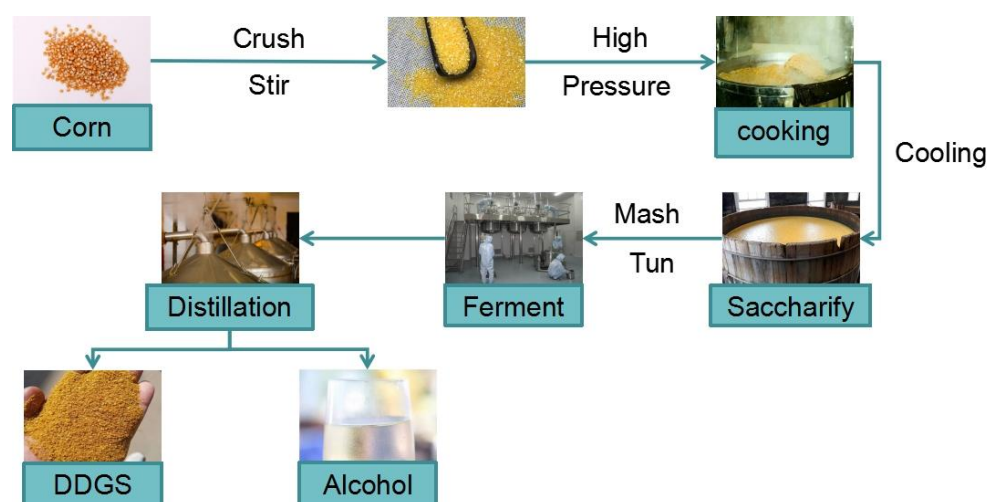 Crush
Stir
High
Pressure
Corn
cooking
Cooling
Mash
Tun
Saccharify
Ferment
Distillation
DDGS
Alcohol